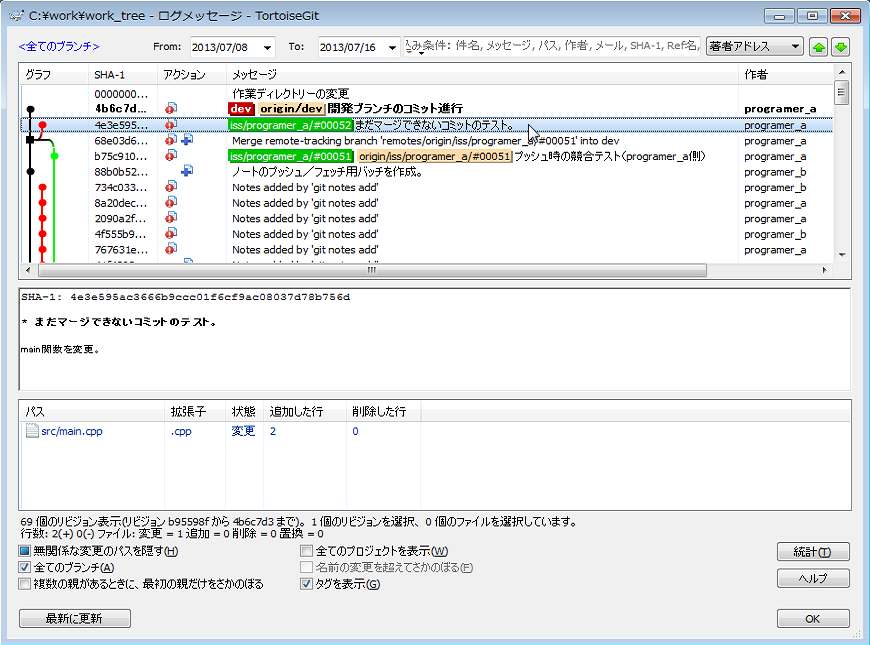 C:¥work¥work_tree - ログメッセージ - TortoiseGit
<全てのブランチ> From: 2013/07/08 To: 2013/07/16 込み条件: 件名, メッセージ, パス, 作者, メール, SHA-1, Ref名, 著者アドレス
グラフ SHA-1 アクション メッセージ 作者
0000000... 作業ディレクトリーの変更
4b6c7d... dev origin/dev 開発ブランチのコミット進行 programer_a
4e3e595... iss/programer_a/#00052 まだマージできないコミットのテスト。 programer_a
68e03d6... Merge remote-tracking branch 'remotes/origin/iss/programer_a/#00051' into dev programer_a
b75c910... iss/programer_a/#00051 origin/iss/programer_a/#00051 プッシュ時の競合テスト(programer_a側) programer_a
88b0b52... ノートのプッシュ／フェッチ用バッチを作成。 programer_b
734c033... Notes added by 'git notes add' programer_b
8a20dec... Notes added by 'git notes add' programer_a
2090a2f... Notes added by 'git notes add' programer_a
4f555b9... Notes added by 'git notes add' programer_b
767631e... Notes added by 'git notes add' programer_a
SHA-1: 4e3e595ac3666b9ccc01f6cf9ac08037d78b756d
* まだマージできないコミットのテスト。
main関数を変更。
パス 拡張子 状態 追加した行 削除した行
src/main.cpp .cpp 変更 2 0
69 個のリビジョン表示(リビジョン b95598f から 4b6c7d3 まで)。1 個のリビジョンを選択、0 個のファイルを選択しています。
行数: 2(+) 0(-) ファイル: 変更 = 1 追加 = 0 削除 = 0 置換 = 0
無関係な変更のパスを隠す(H) 全てのプロジェクトを表示(W) 統計(T)
全てのブランチ(A) 名前の変更を超えてさかのぼる(F)
複数の親があるときに、最初の親だけをさかのぼる タグを表示(G) ヘルプ
最新に更新 OK